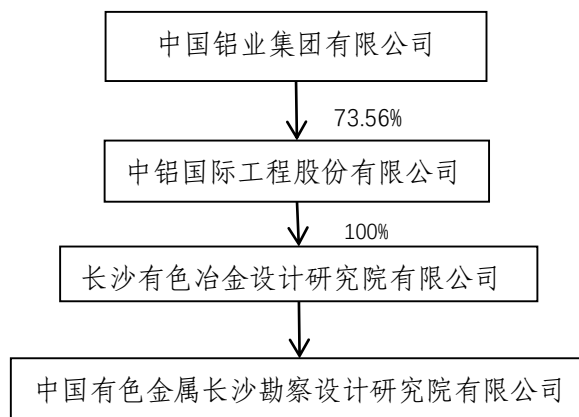 中国铝业集团有限公司
73.56%
中铝国际工程股份有限公司
100%
长沙有色冶金设计研究院有限公司
中国有色金属长沙勘察设计研究院有限公司